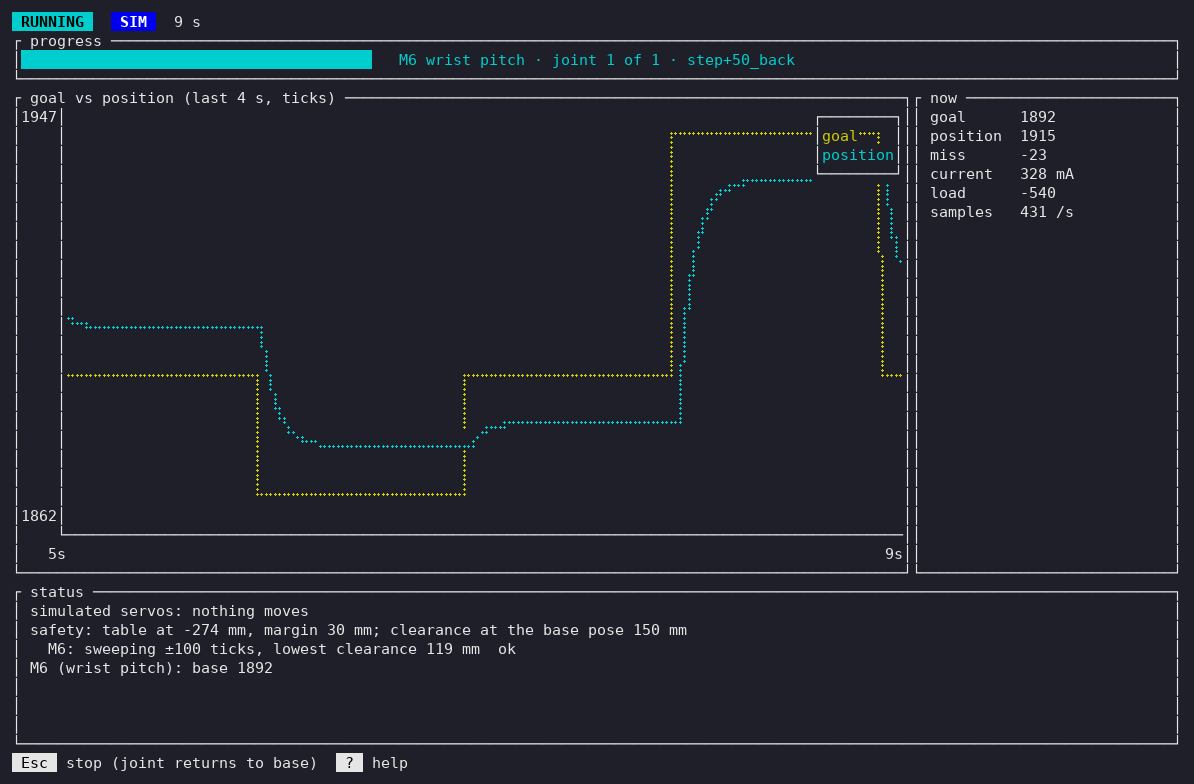 RUNNING SIM 9 s
progress
M6 wrist pitch · joint 1 of 1 · step+50_back
goal vs position (last 4 s, ticks)
1947
goal
position
1862
5s 9s
now
goal 1892
position 1915
miss -23
current 328 mA
load -540
samples 431 /s
status
simulated servos: nothing moves
safety: table at -274 mm, margin 30 mm; clearance at the base pose 150 mm
M6: sweeping ±100 ticks, lowest clearance 119 mm ok
M6 (wrist pitch): base 1892
Esc stop (joint returns to base) ? help